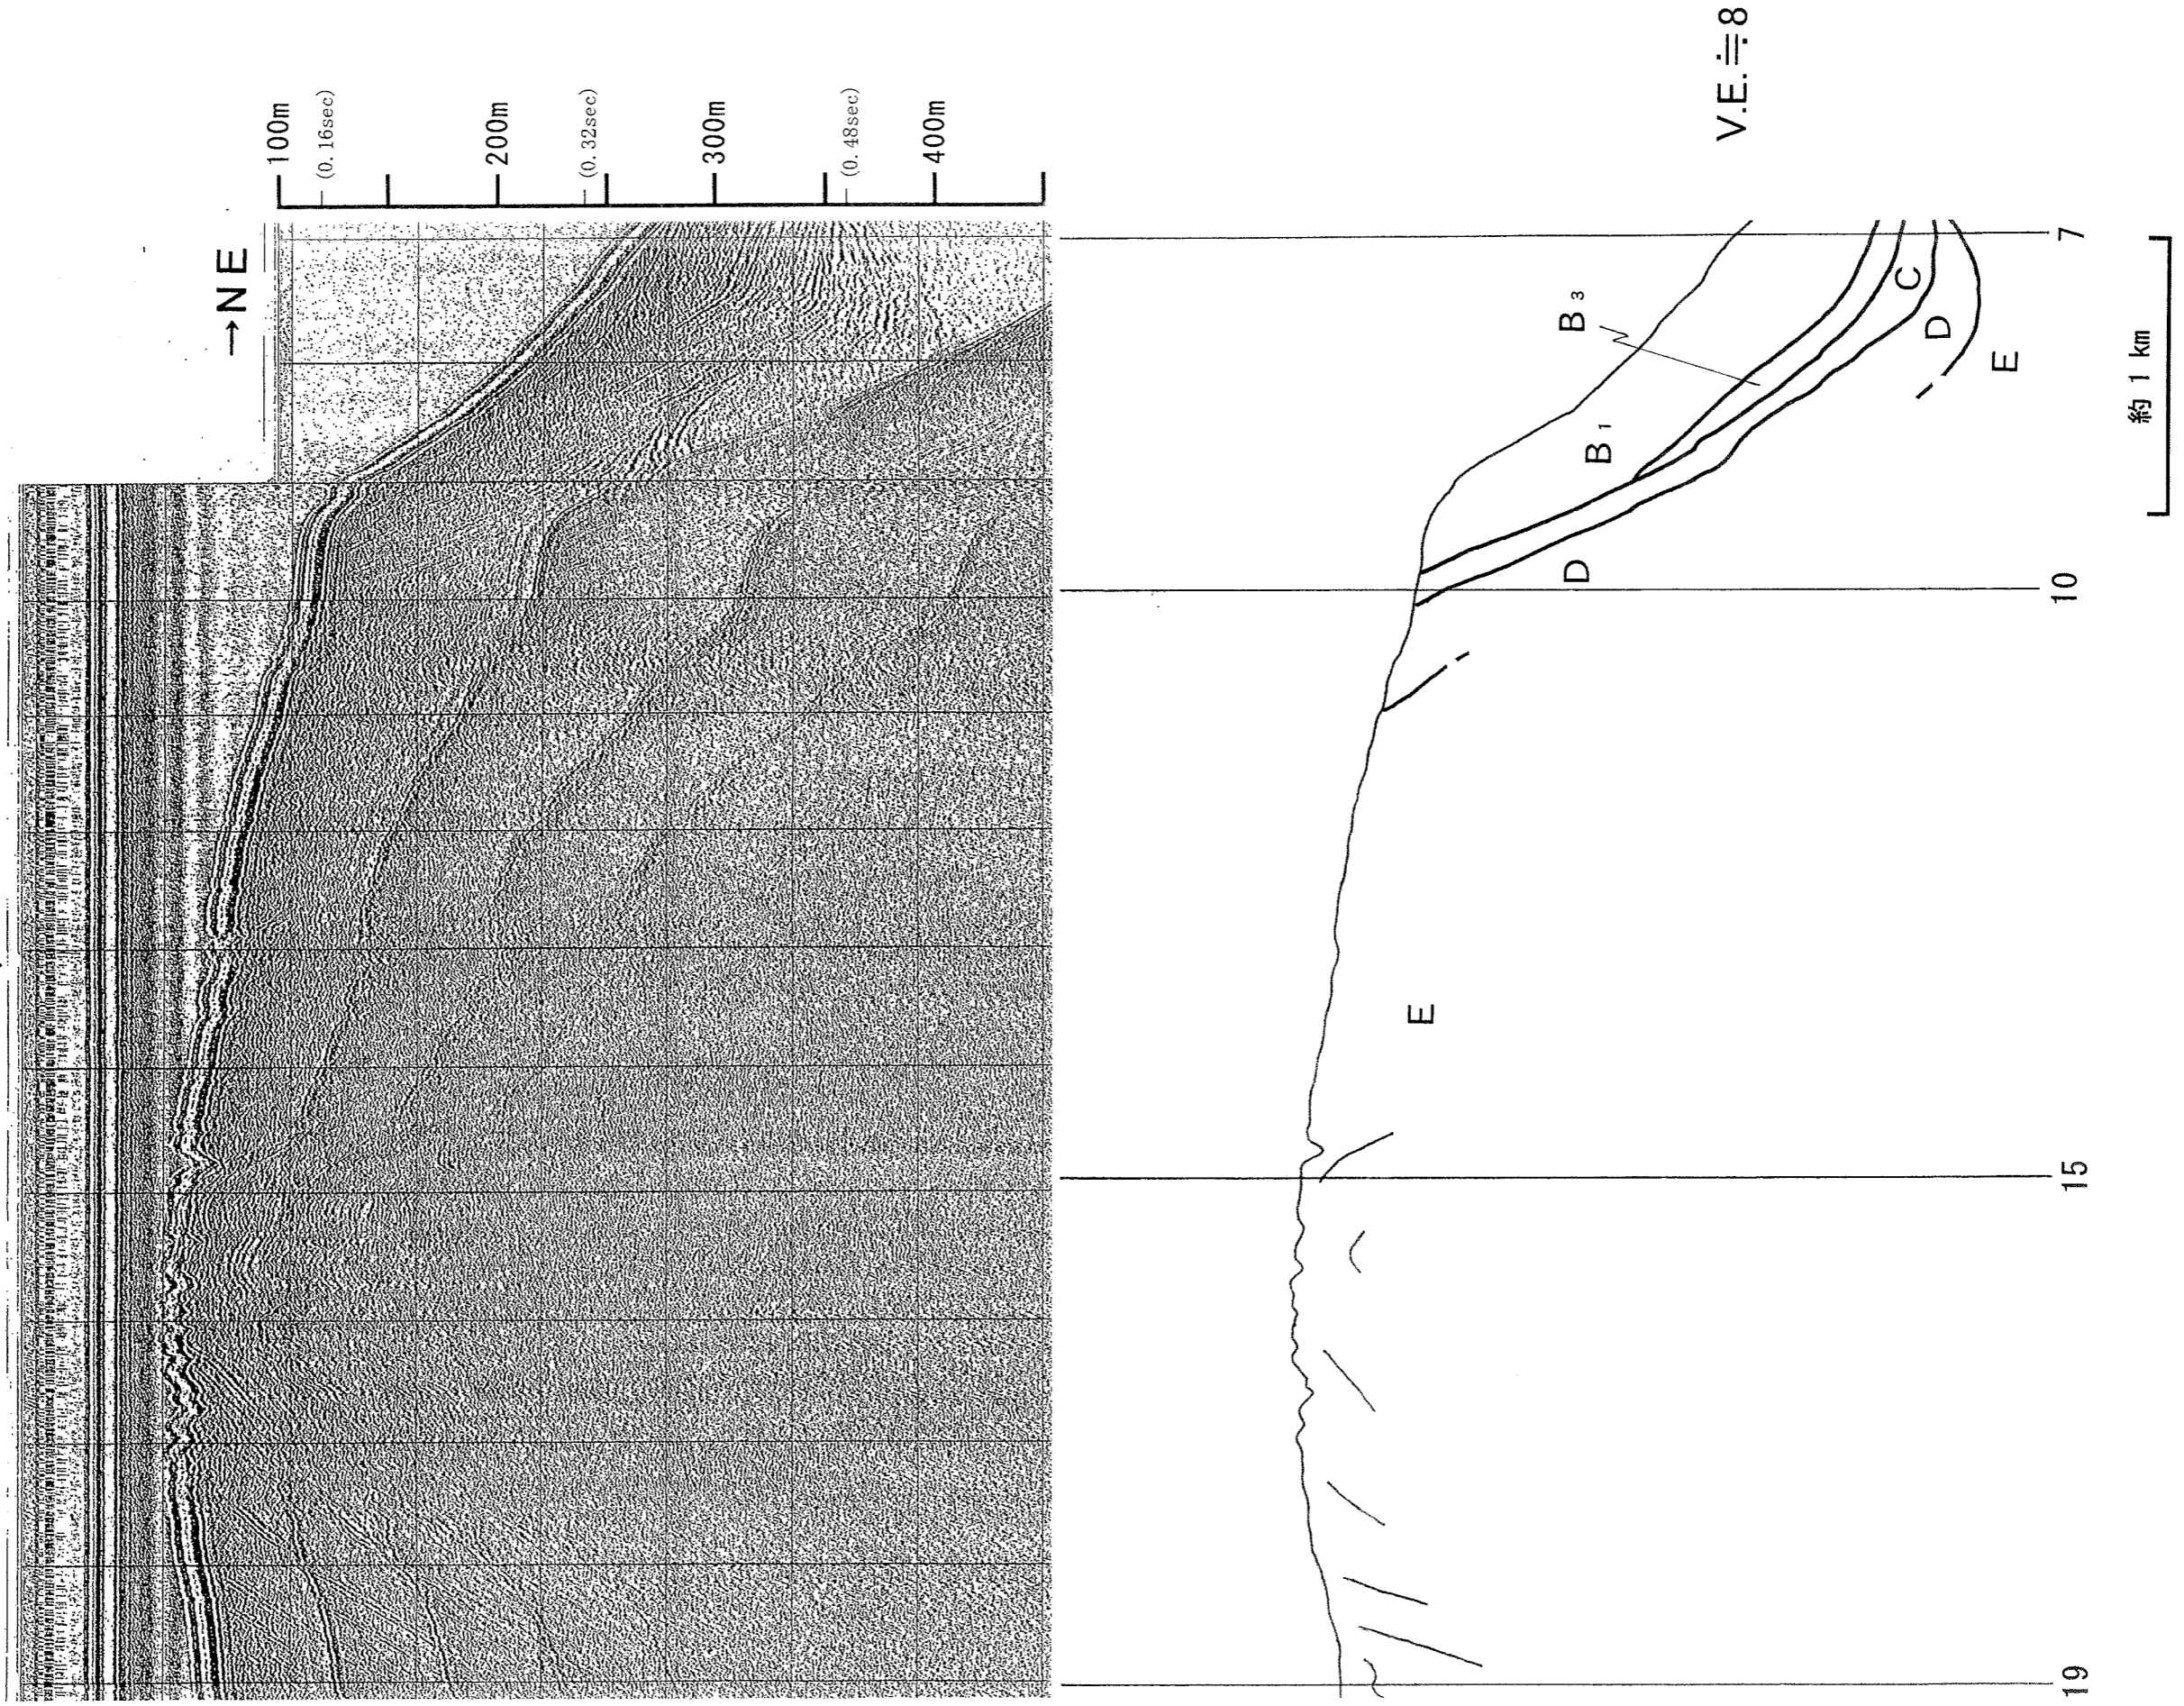 →NE
100m
(0.16sec)
200m
(0.32sec)
300m
(0.48sec)
400m
V.E.≒8
7
10
15
19
B3
B1
C
D
E
D
E
約 1 km